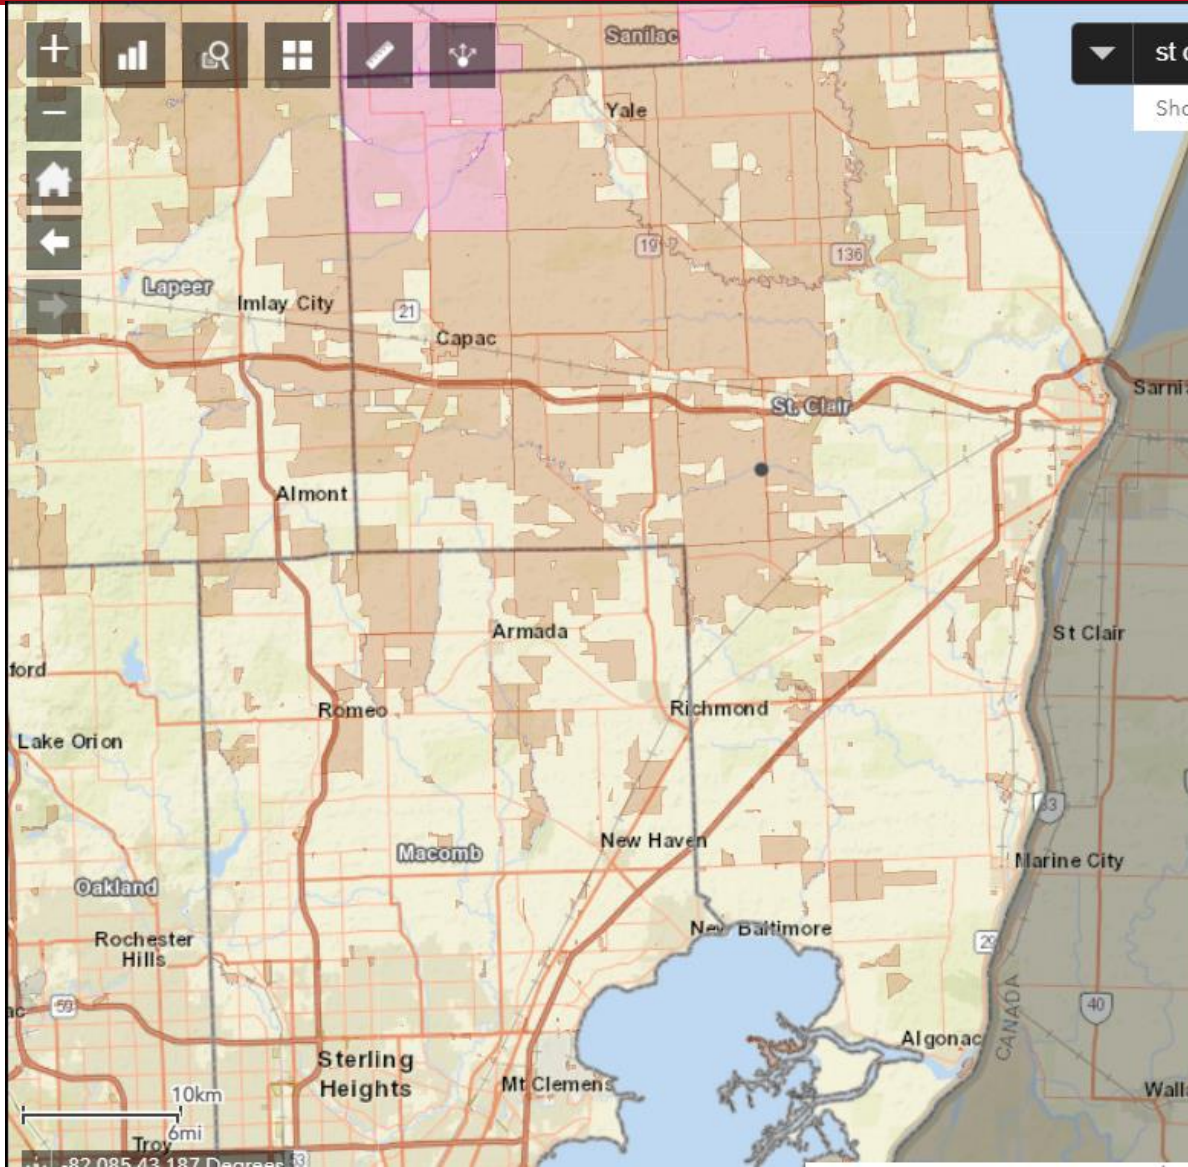 Sanilac
st
Sho
Yale
19
136
Lapeer
Imlay City
21
Capac
St. Clair
Sarni
Almont
Armada
St Clair
ford
Romeo
Richmond
Lake Orion
33
New Haven
Macomb
Marine City
Oakland
New Baltimore
Rochester
Hills
29
CANADA
59
ac
40
Algonac
Sterling
Heights
Mt Clemens
10km
6mi
Wall
Troy
-82.085 43.187 Degrees
53